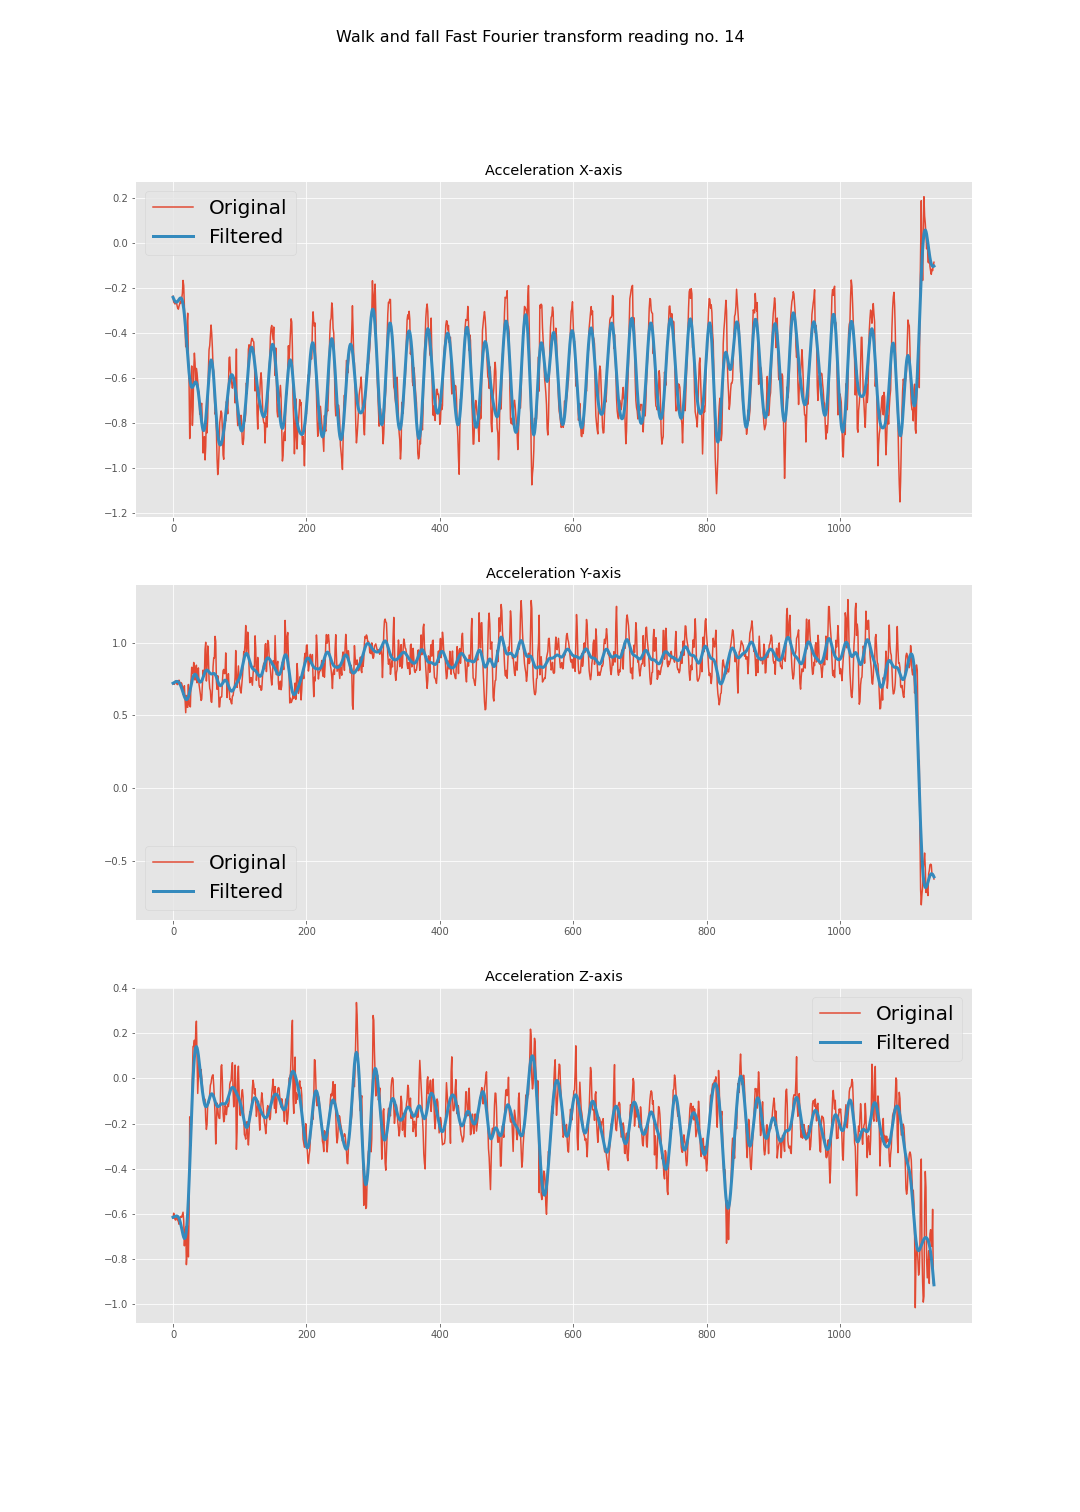 Walk and fall Fast Fourier transform reading no. 14
Acceleration X-axis
Original
Filtered
0.2
0.0
−0.2
−0.4
−0.6
−0.8
−1.0
−1.2
0 200 400 600 800 1000
Acceleration Y-axis
1.0
0.5
0.0
−0.5
Original
Filtered
0 200 400 600 800 1000
Acceleration Z-axis
Original
Filtered
0.4
0.2
0.0
−0.2
−0.4
−0.6
−0.8
−1.0
0 200 400 600 800 1000